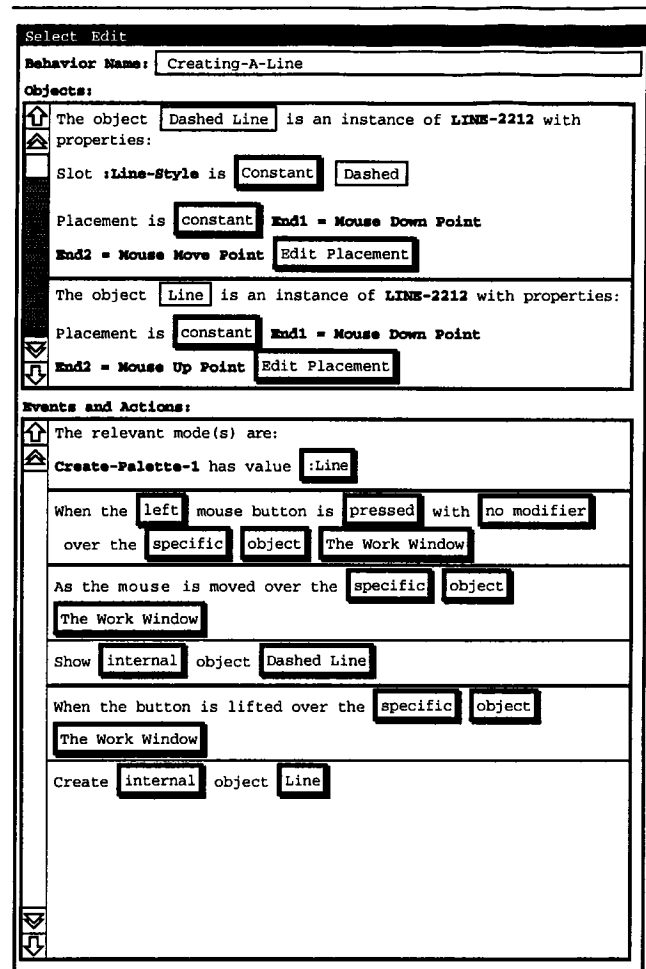 Select Edit
Behavior Name: Creating-A-Line
Objects:
The object Dashed Line is an instance of LINE-2212 with
properties:
Slot :Line-Style is Constant Dashed
Placement is constant End1 = Mouse Down Point
End2 = Mouse Move Point Edit Placement
The object Line is an instance of LINE-2212 with properties:
Placement is constant End1 = Mouse Down Point
End2 = Mouse Up Point Edit Placement
Events and Actions:
The relevant mode(s) are:
Create-Palette-1 has value :Line
When the left mouse button is pressed with no modifier
over the specific object The Work Window
As the mouse is moved over the specific object
The Work Window
Show internal object Dashed Line
When the button is lifted over the specific object
The Work Window
Create internal object Line